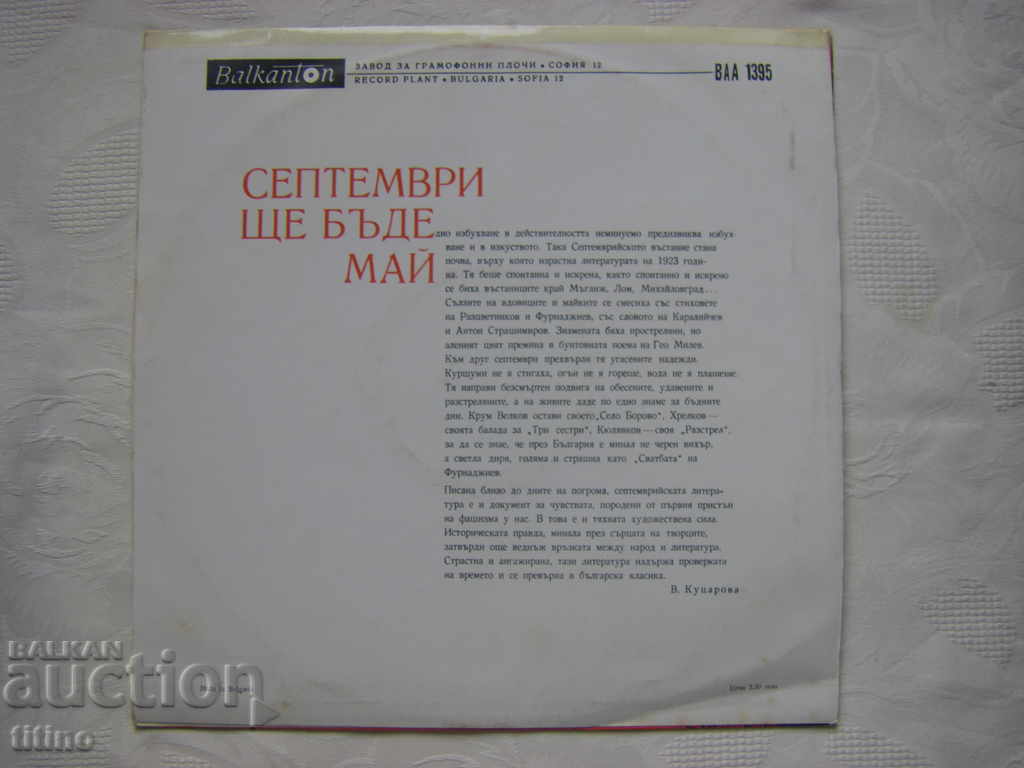 Balkanton
ЗАВОД ЗА ГРАМОФОННИ ПЛОЧИ • СОФИЯ 12
RECORD PLANT • BULGARIA • SOFIA 12
ВАА 1395
СЕПТЕМВРИ
ЩЕ БЪДЕ
МАЙ
дно избухване в действителността неминуемо предизвиква избух
ване и в изкуството. Така Септемврийското въстание стана
почва, върху която израстна литературата на 1923 годи-
на. Тя беше спонтанна и искрена, както спонтанно и искрено
се биха въстаниците край Мъглиж, Лом, Михайловград...
Сълзите на вдовиците и майките се смесиха със стиховете
на Разцветников и Фурнаджиев, със словото на Каралийчев
и Антон Страшимиров. Знамената бяха простреляни, но
аленият цвят премина в бунтовната поема на Гео Милев.
Към друг септември прехвърли тя угасените надежди.
Куршуми не я стигаха, огън не я гореше, вода не я плашеше.
Тя направи безсмъртен подвига на обесените, удавените и
разстреляните, а на живите даде по едно знаме за бъдните
дни. Крум Велков остави своето „Село Борово", Хрелков —
своята балада за „Три сестри", Кюлявков — своя „Разстрел",
за да се знае, че през България е минал не черен вихър,
а светла диря, голяма и страшна като „Сватбата" на
Фурнаджиев.
Писана близо до дните на погрома, септемврийската литера-
тура е и документ за чувствата, породени от първия пристъп
на фашизма у нас. В това е и тяхната художествена сила.
Историческата правда, минала през сърцата на творците,
затвърди още веднъж връзката между народ и литература.
Страстна и ангажирана, тази литература издържа проверката
на времето и се превърна в българска класика.
В. Куцарова
Made in Bulgaria
Цена
BALKAN
auction
titino